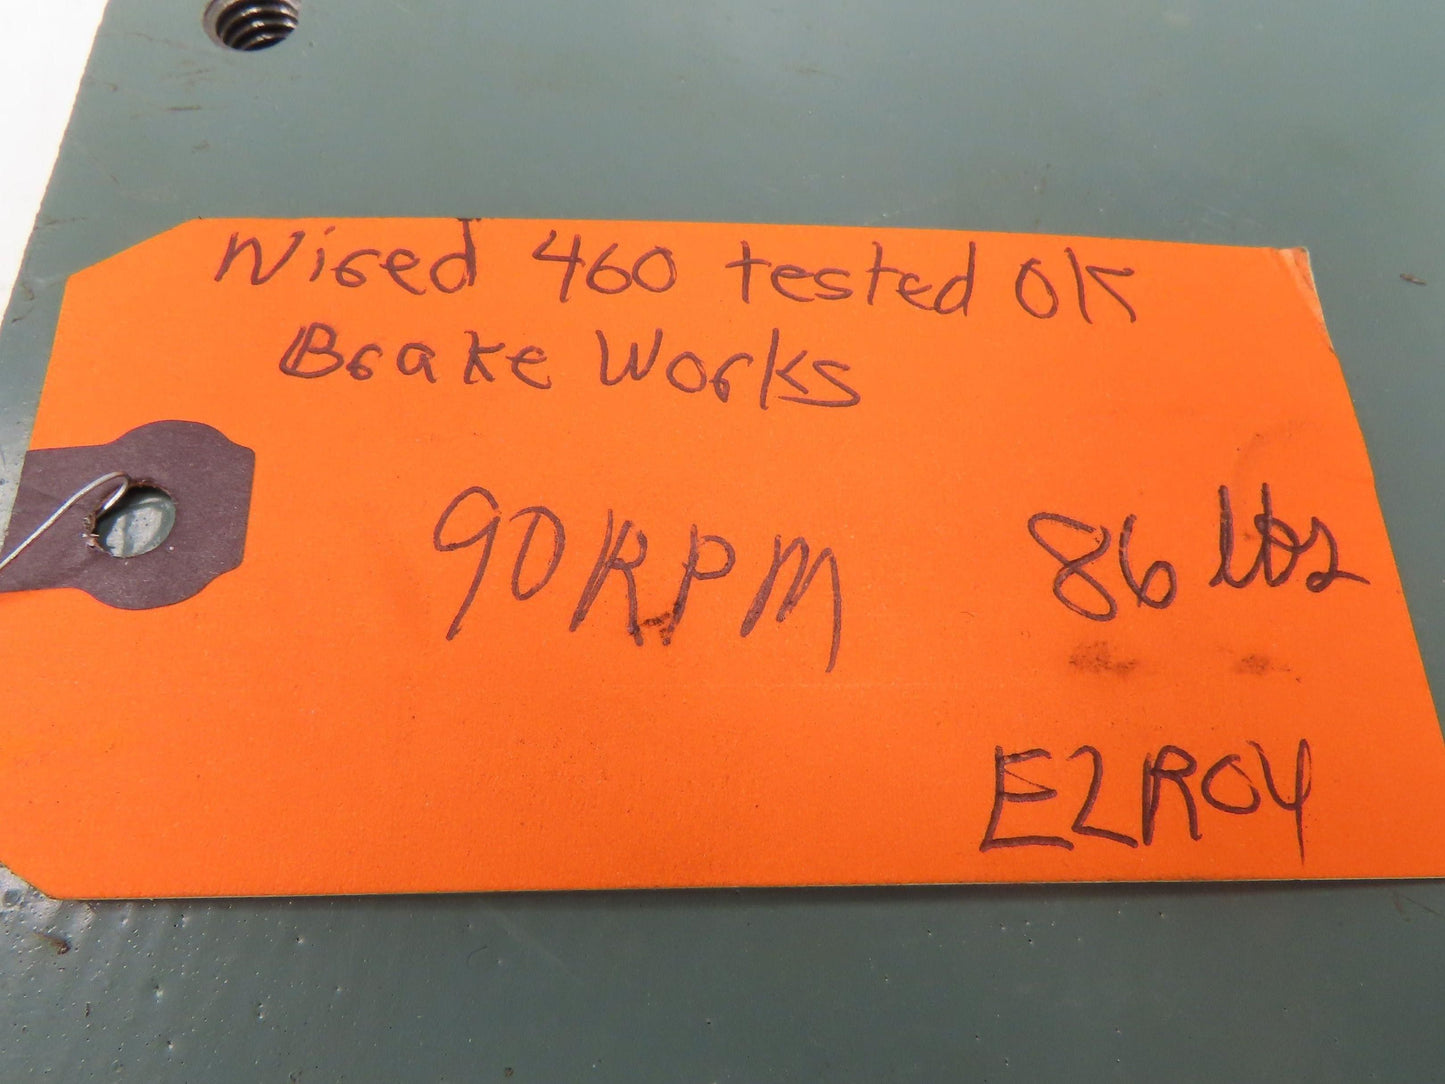 Wired 460 tested OK
Brake Works
90RPM 86 lbs
E2R04